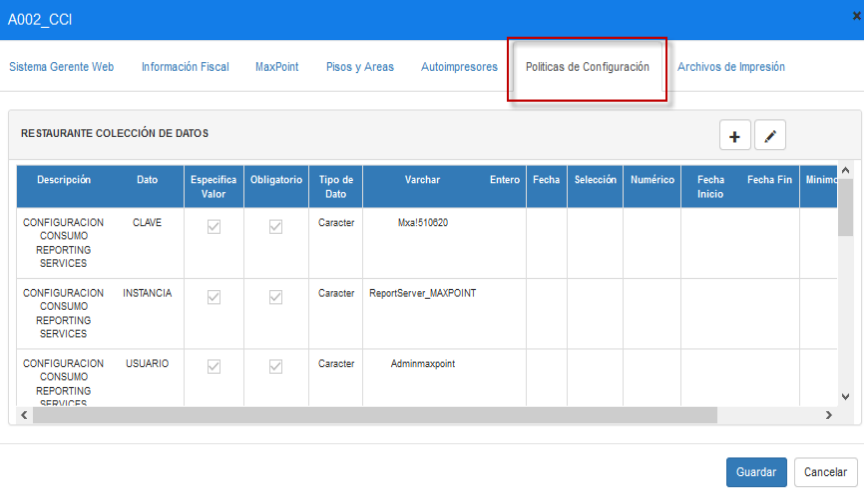 A002_CCI
Sistema Gerente Web Información Fiscal MaxPoint Pisos y Areas Autoimpresores Politicas de Configuración Archivos de Impresión
RESTAURANTE COLECCIÓN DE DATOS
Descripción Dato Especifica Valor Obligatorio Tipo de Dato Varchar Entero Fecha Selección Numérico Fecha Inicio Fecha Fin Minimo
CONFIGURACION CONSUMO REPORTING SERVICES CLAVE Caracter Mxa!510620
CONFIGURACION CONSUMO REPORTING SERVICES INSTANCIA Caracter ReportServer_MAXPOINT
CONFIGURACION CONSUMO REPORTING SERVICES USUARIO Caracter Adminmaxpoint
Guardar Cancelar